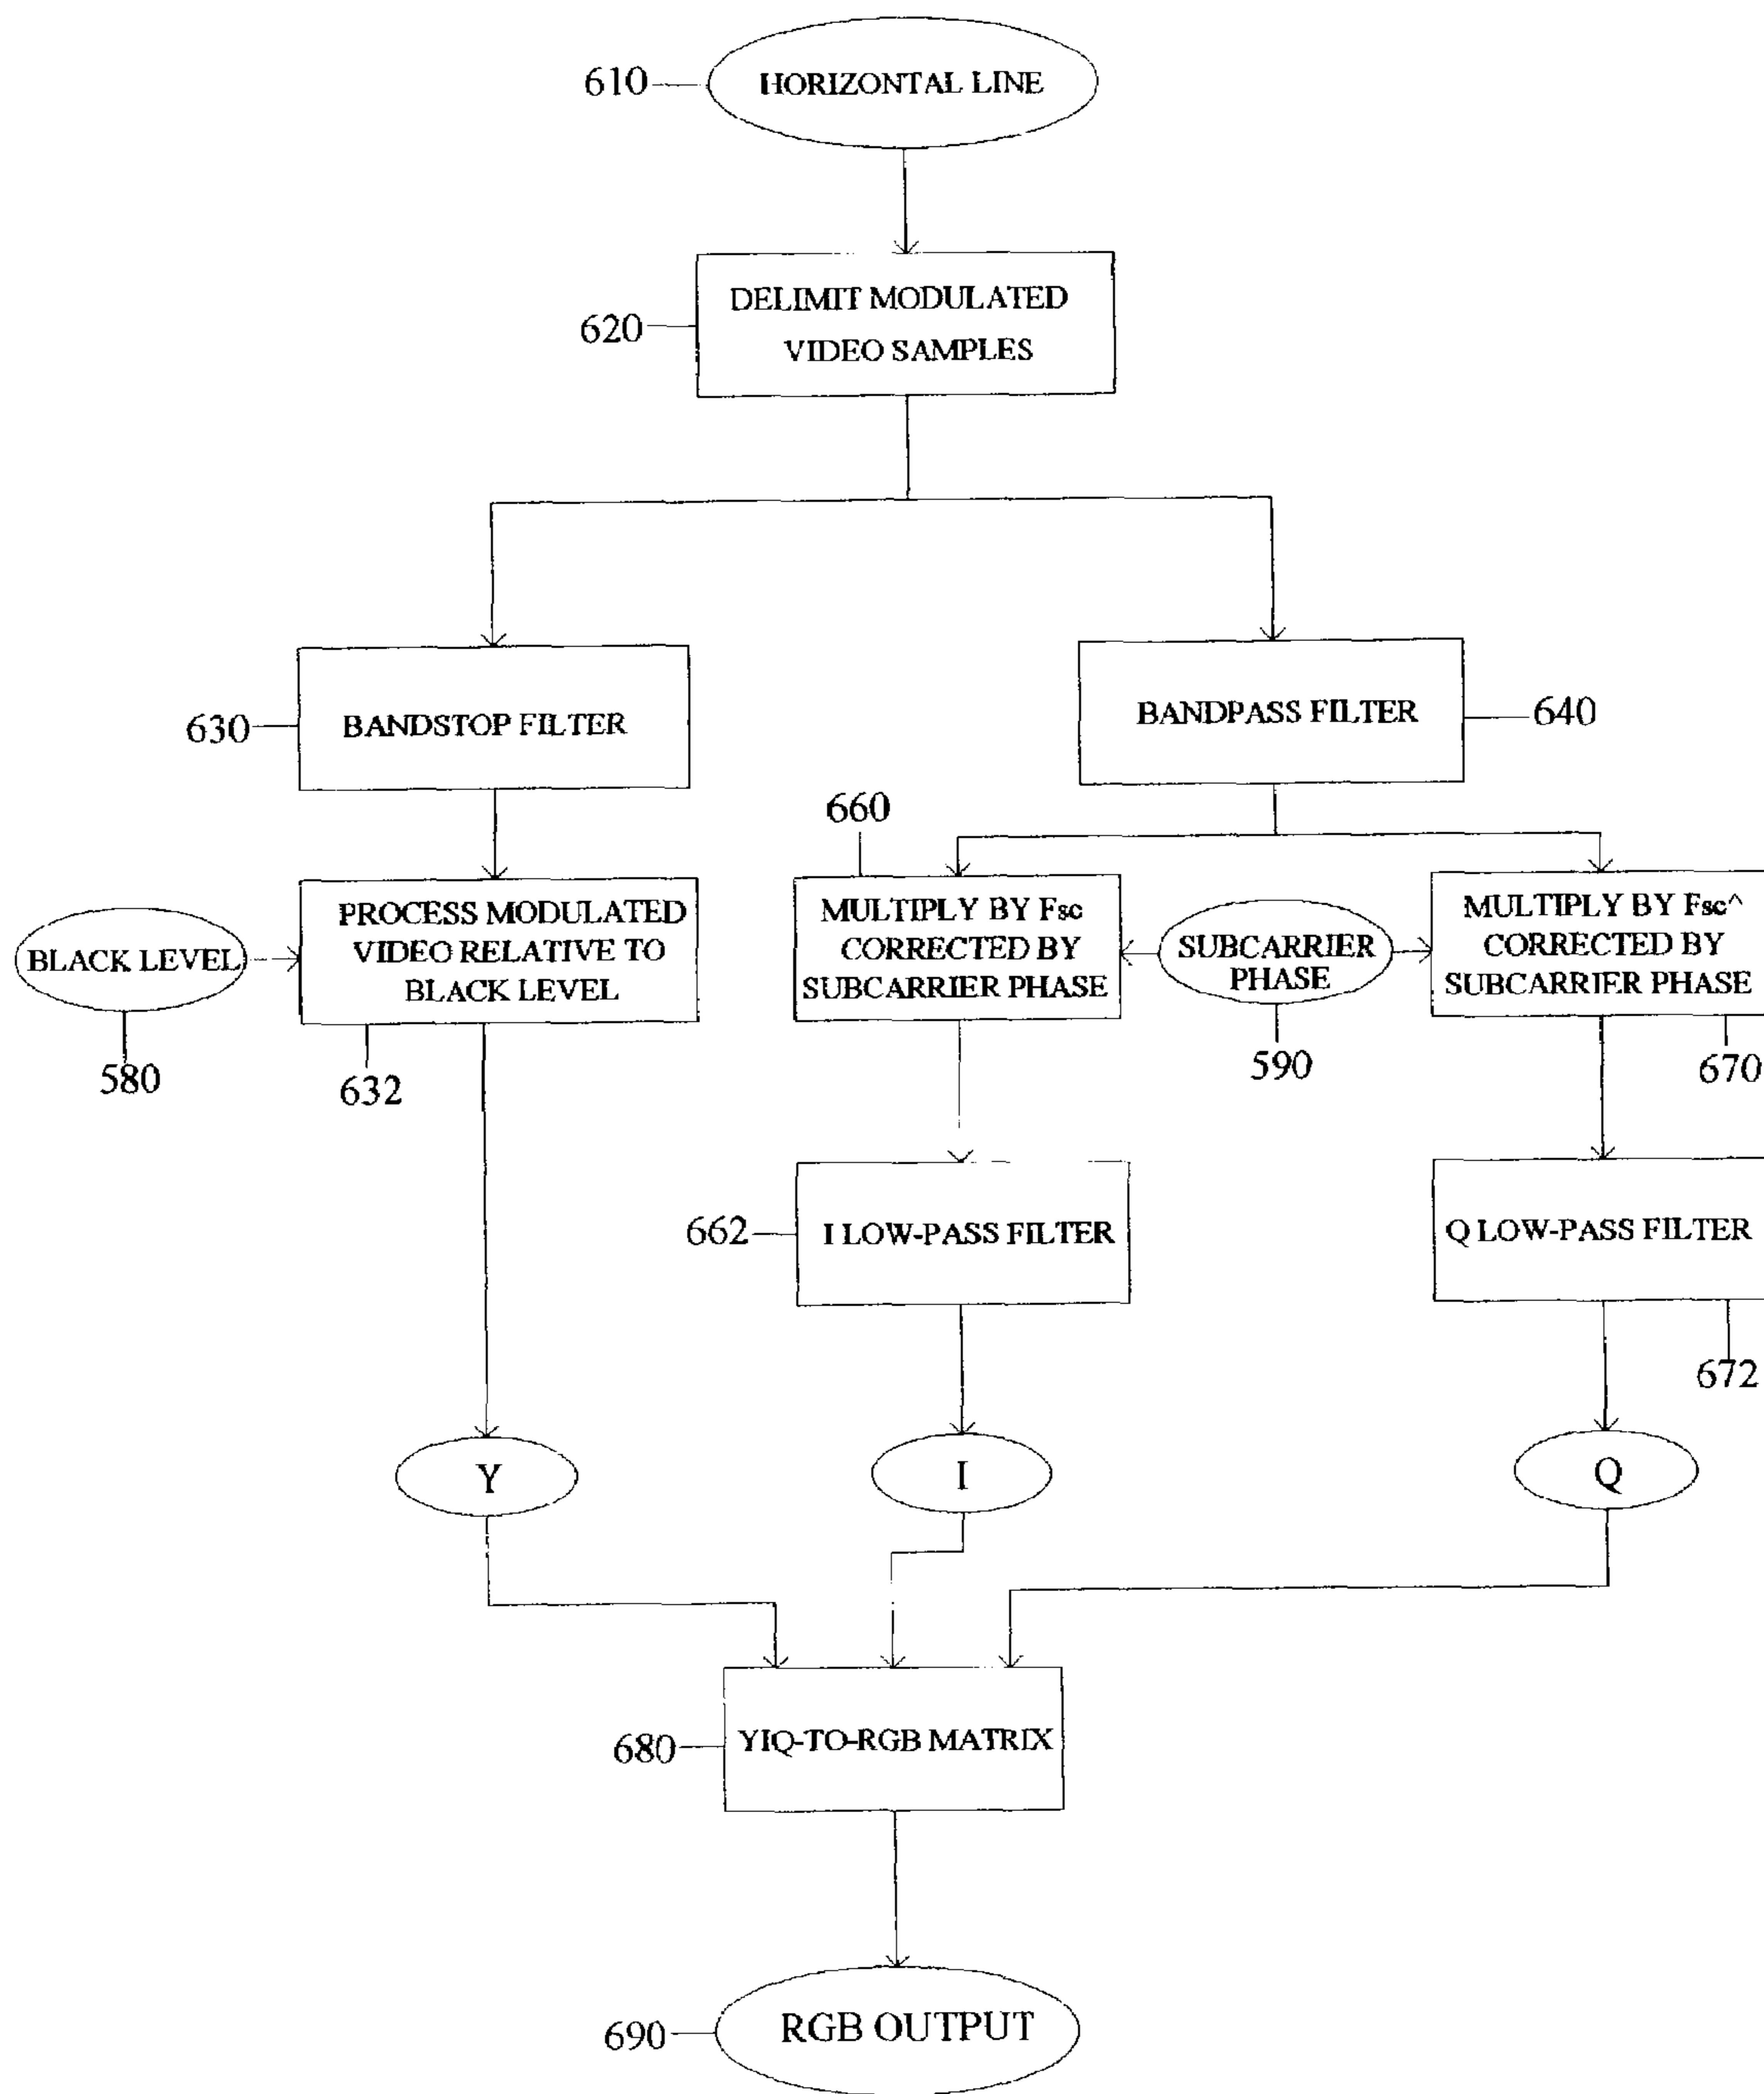 610
HORIZONTAL LINE
620
DELIMIT MODULATED
VIDEO SAMPLES
630
BANDSTOP FILTER
BANDPASS FILTER
640
660
BLACK LEVEL
580
PROCESS MODULATED
VIDEO RELATIVE TO
BLACK LEVEL
632
MULTIPLY BY Fsc
CORRECTED BY
SUBCARRIER PHASE
SUBCARRIER
PHASE
590
MULTIPLY BY Fsc^
CORRECTED BY
SUBCARRIER PHASE
670
662
I LOW-PASS FILTER
Q LOW-PASS FILTER
672
Y
I
Q
680
YIQ-TO-RGB MATRIX
690
RGB OUTPUT